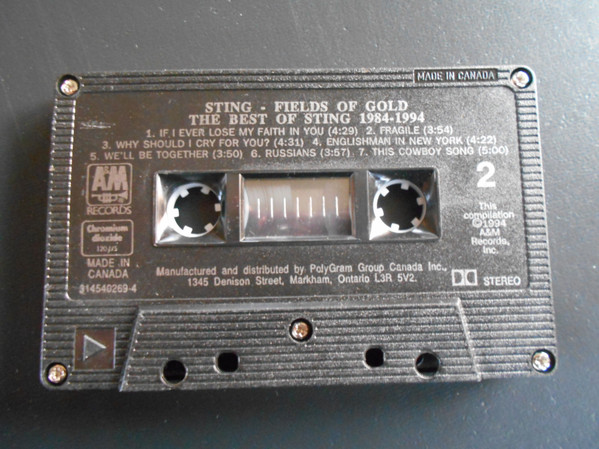 MADE IN CANADA
STING - FIELDS OF GOLD
THE BEST OF STING 1984-1994
1. IF I EVER LOSE MY FAITH IN YOU (4:29) 2. FRAGILE (3:54)
3. WHY SHOULD I CRY FOR YOU? (4:31) 4. ENGLISHMAN IN NEW YORK (4:22)
5. WE'LL BE TOGETHER (3:50) 6. RUSSIANS (3:57) 7. THIS COWBOY SONG (5:00)
A&M
RECORDS
Chromium
dioxide
120µS
MADE IN
CANADA
314540269-4
2
This
compilation
©1994
A&M
Records,
Inc.
Manufactured and distributed by PolyGram Group Canada Inc.,
1345 Denison Street, Markham, Ontario L3R 5V2.
STEREO